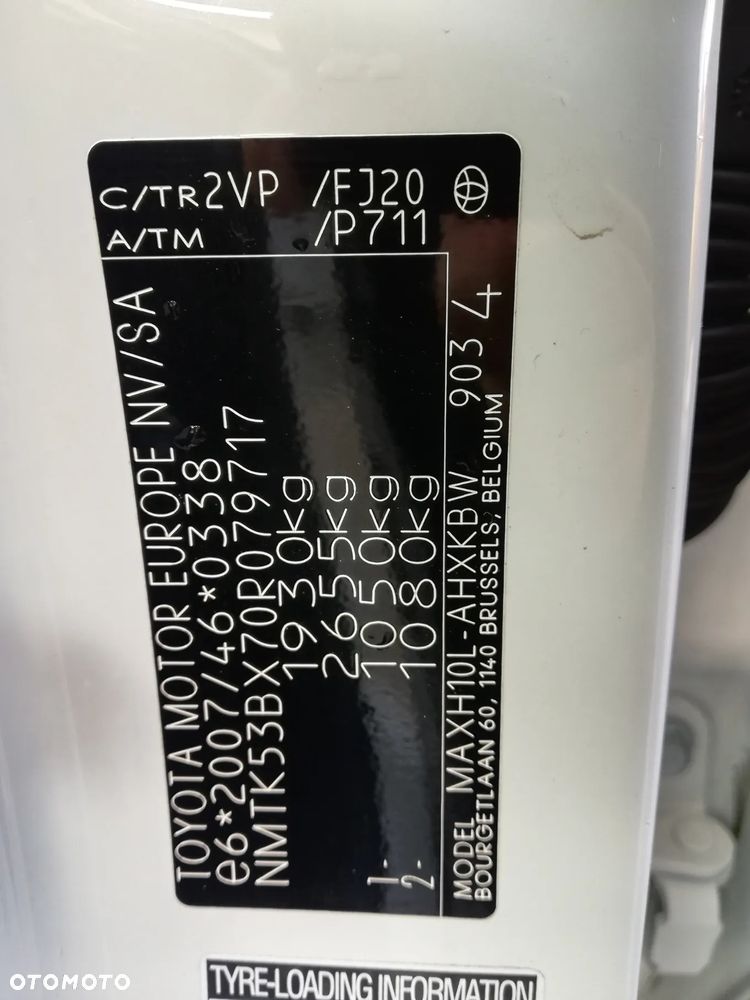 C/TR2VP /FJ20
A/TM /P711
TOYOTA MOTOR EUROPE NV/SA
e6*2007/46*0338
NMTK53BX70R079717
1930kg
2655kg
1- 1050kg
2- 1080kg
MODEL MAXH10L-AHXKBW 903 4
BOURGETLAAN 60, 1140 BRUSSELS, BELGIUM
TYRE-LOADING INFORMATION
OTOMOTO